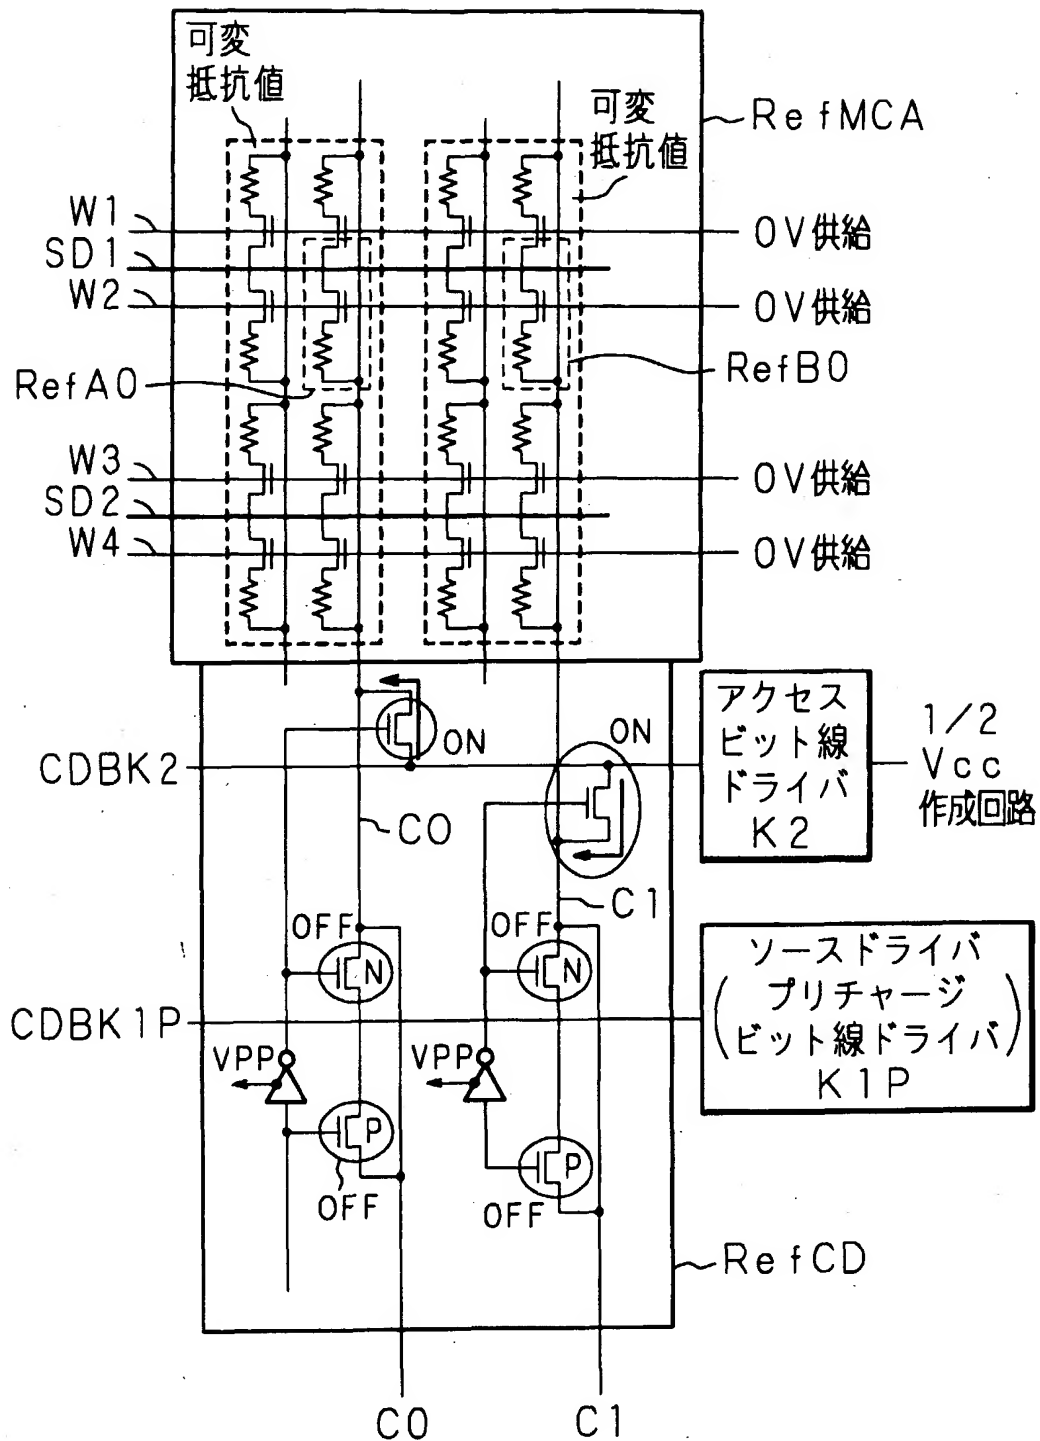 可変
抵抗値
可変
抵抗値
RefMCA
W1
0V供給
SD1
W2
0V供給
RefA0
RefB0
W3
0V供給
SD2
W4
0V供給
CDBK2
ON
ON
アクセス
ビット線
ドライバ
K2
1/2
Vcc
作成回路
C0
C1
OFF
N
OFF
N
CDBK1P
ソースドライバ
(プリチャージ
ビット線ドライバ)
K1P
VPP
VPP
P
OFF
P
OFF
RefCD
C0
C1